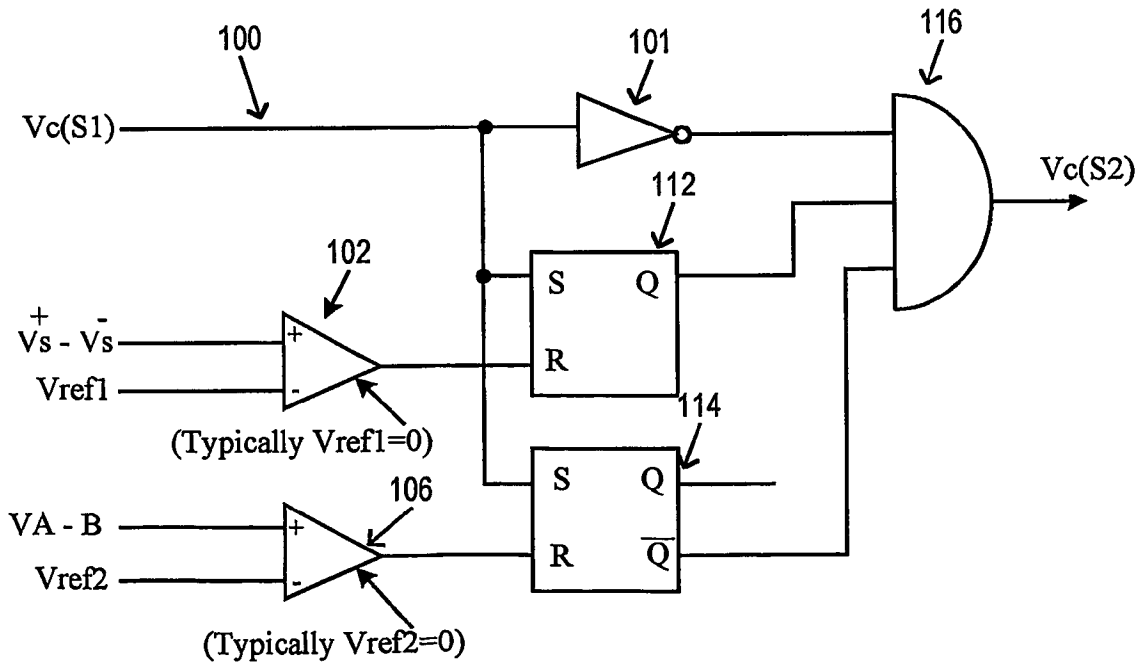 100
101
116
Vc(S1)
Vc(S2)
112
S Q
R
102
+ -
Vs - Vs
+
Vref1
-
(Typically Vref1=0)
114
S Q
R Q̅
106
VA - B
+
Vref2
-
(Typically Vref2=0)